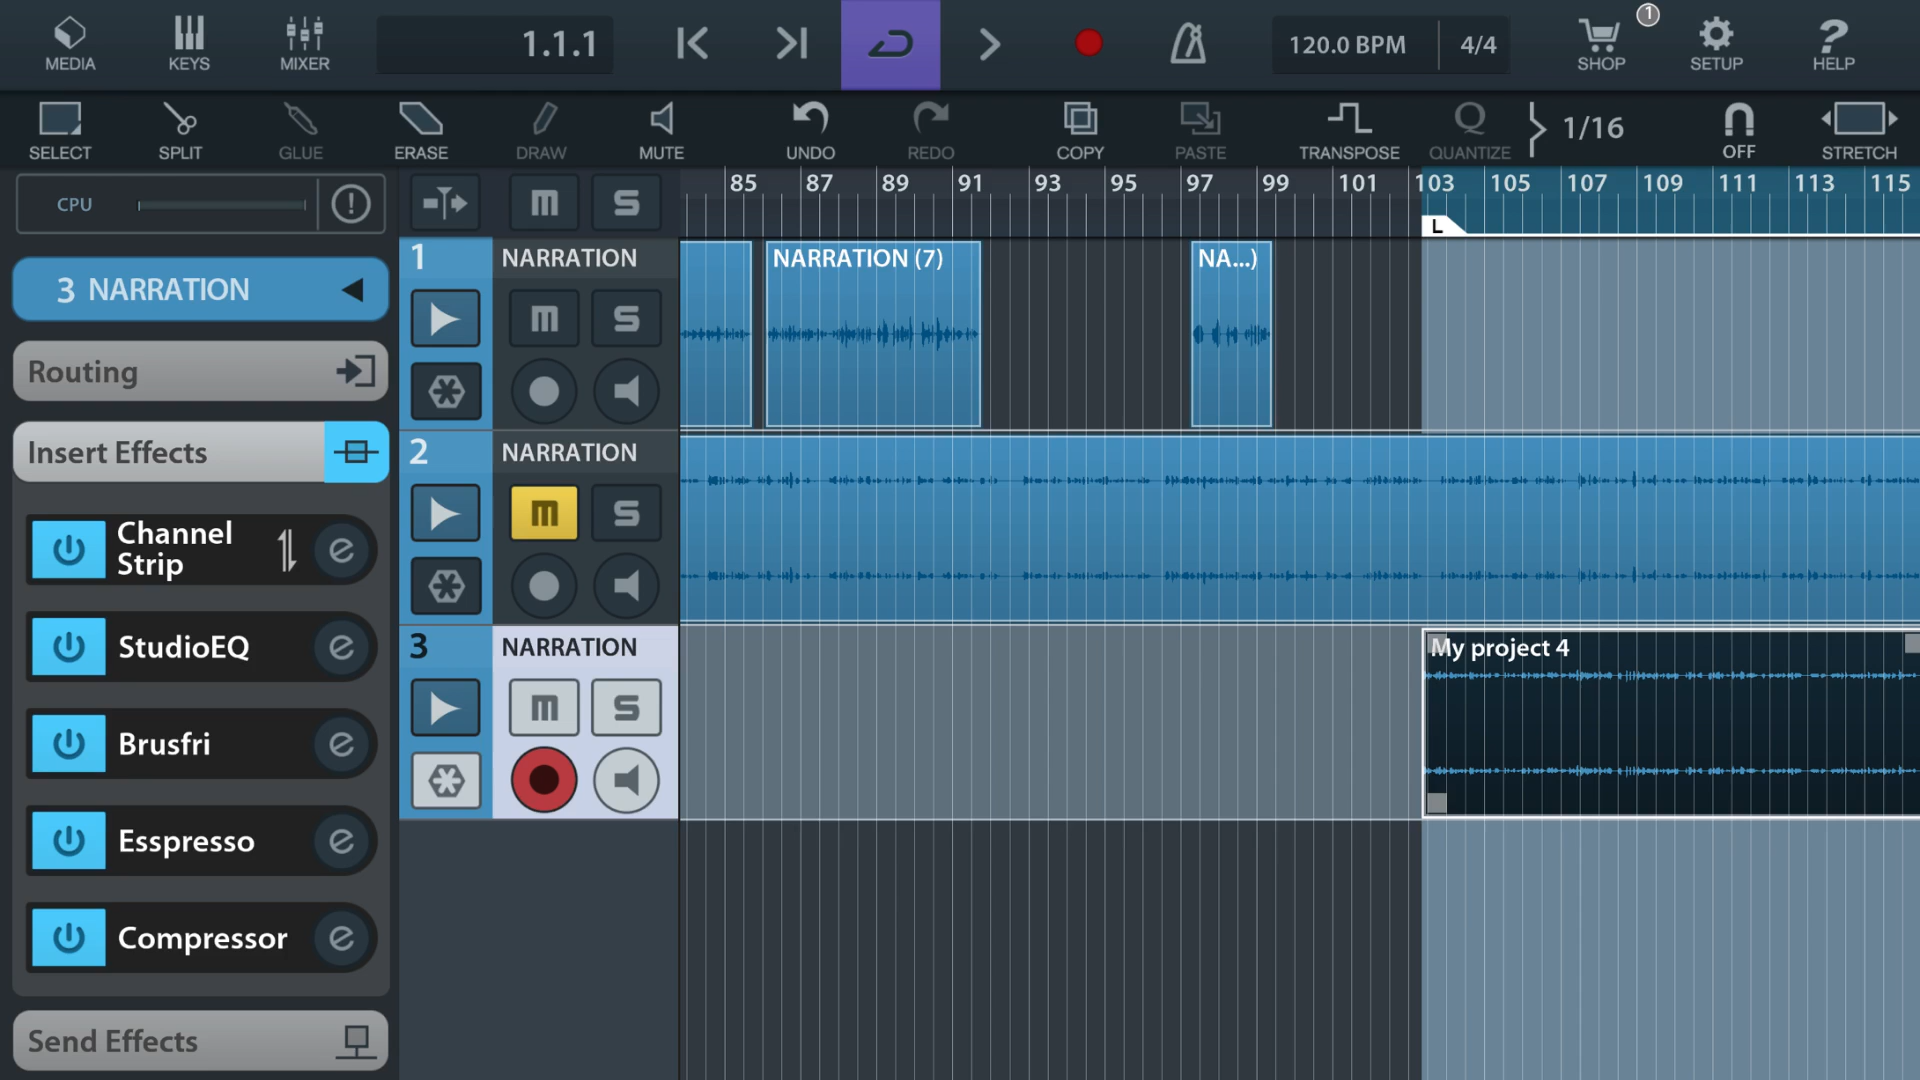 MEDIA
KEYS
MIXER
1.1.1
120.0 BPM
4/4
1
SHOP
SETUP
HELP
SELECT
SPLIT
GLUE
ERASE
DRAW
MUTE
UNDO
REDO
COPY
PASTE
TRANSPOSE
Q
QUANTIZE
1/16
OFF
STRETCH
CPU
M S
85 87 89 91 93 95 97 99 101 103 105 107 109 111 113 115
L
3 NARRATION
Routing
Insert Effects
Channel
Strip
e
StudioEQ
e
Brusfri
e
Esspresso
e
Compressor
e
Send Effects
1 NARRATION
M S
NARRATION (7)
NA...)
2 NARRATION
M S
3 NARRATION
M S
My project 4